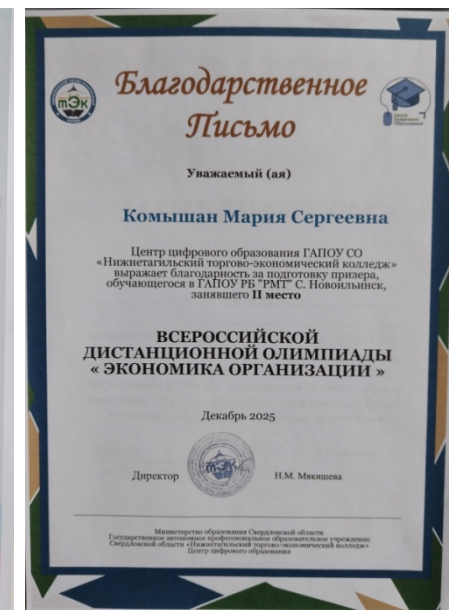 Благодарственное
Письмо
тэк
Уважаемый (ая)
Комышан Мария Сергеевна
Центр цифрового образования ГАПОУ СО
«Нижнетагильский торгово-экономический колледж»
выражает благодарность за подготовку призера,
обучающегося в ГАПОУ РБ "РМТ" С. Новоильинск,
занявшего II место
ВСЕРОССИЙСКОЙ
ДИСТАНЦИОННОЙ ОЛИМПИАДЫ
« ЭКОНОМИКА ОРГАНИЗАЦИИ »
Декабрь 2025
Директор
Н.М. Мякишева
Министерство образования Свердловской области
Государственное автономное профессиональное образовательное учреждение
Свердловской области «Нижнетагильский торгово-экономический колледж»
Центр цифрового образования